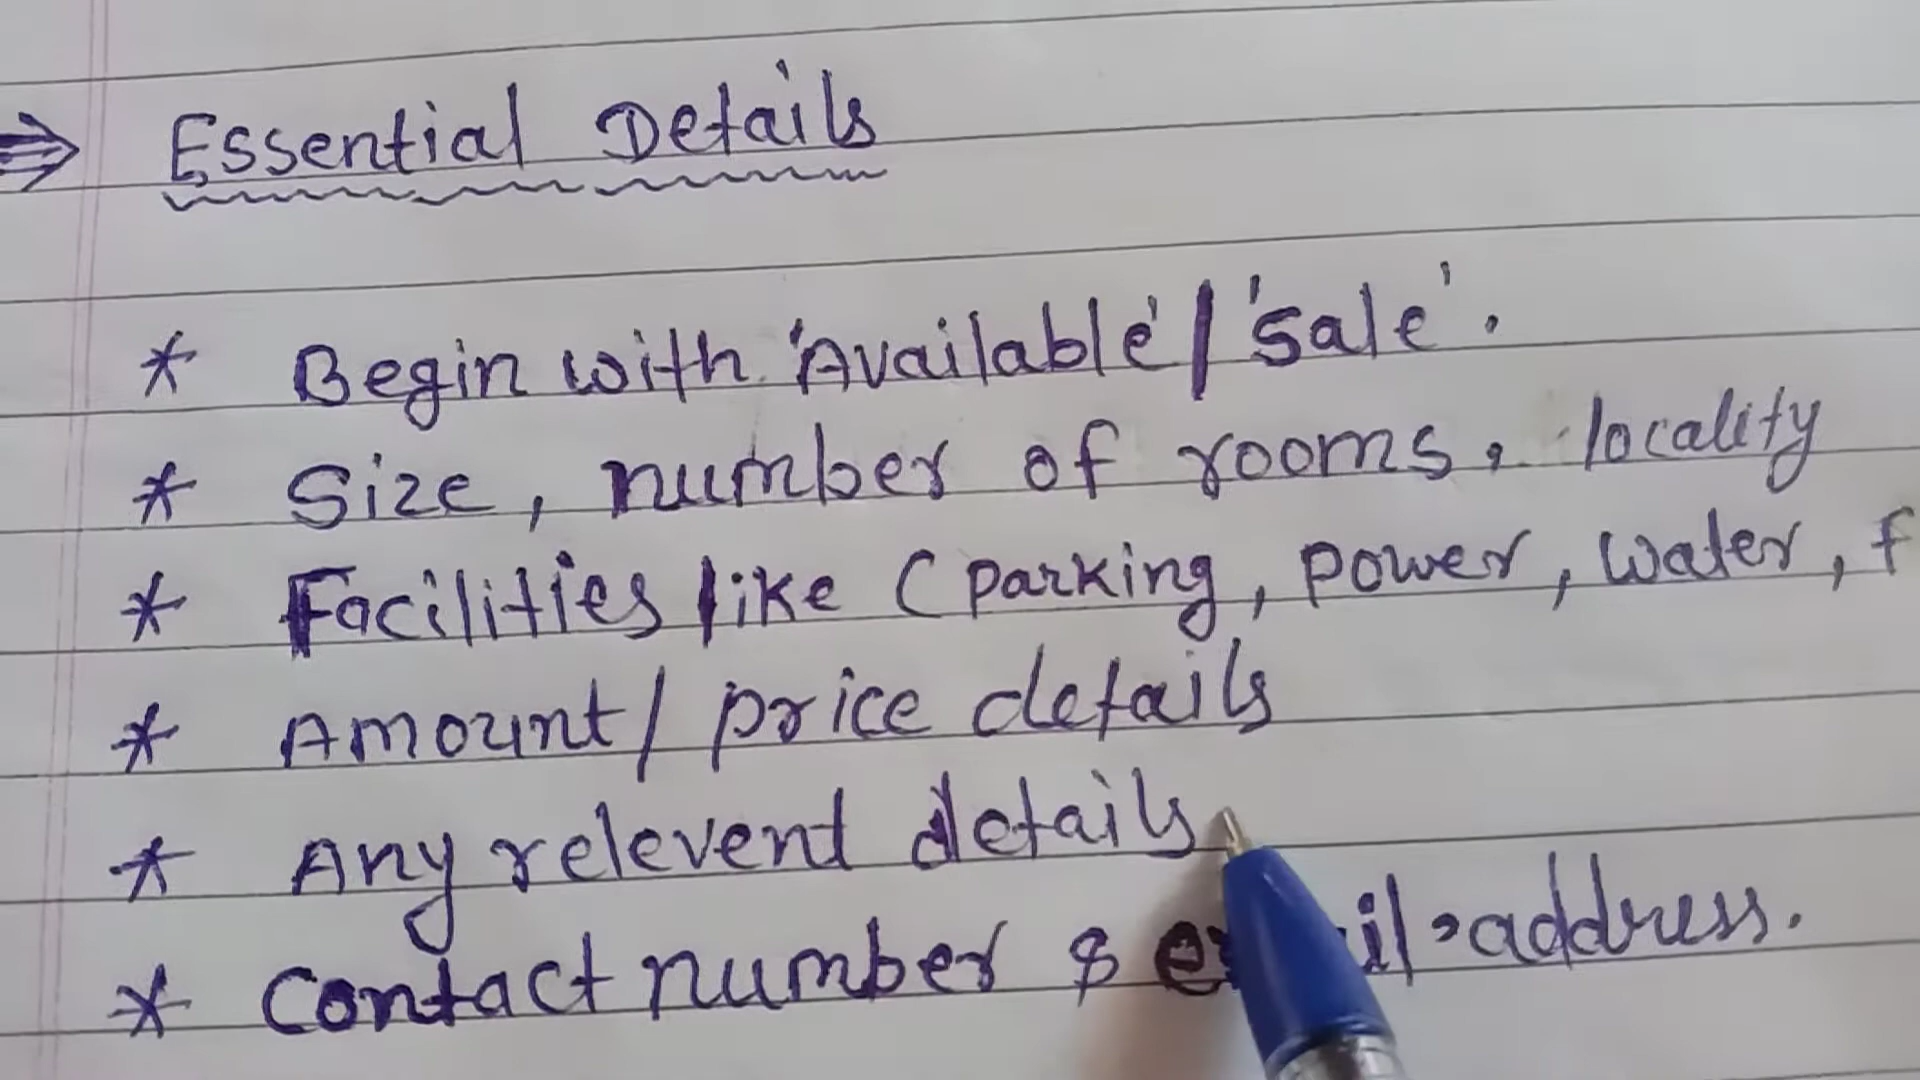 ⇒ Essential Details
* Begin with 'Available' / 'sale'.
* Size, number of rooms, locality
* Facilities like ( parking, power, water, f
* Amount / price details
* Any relevent details
* Contact number & address.